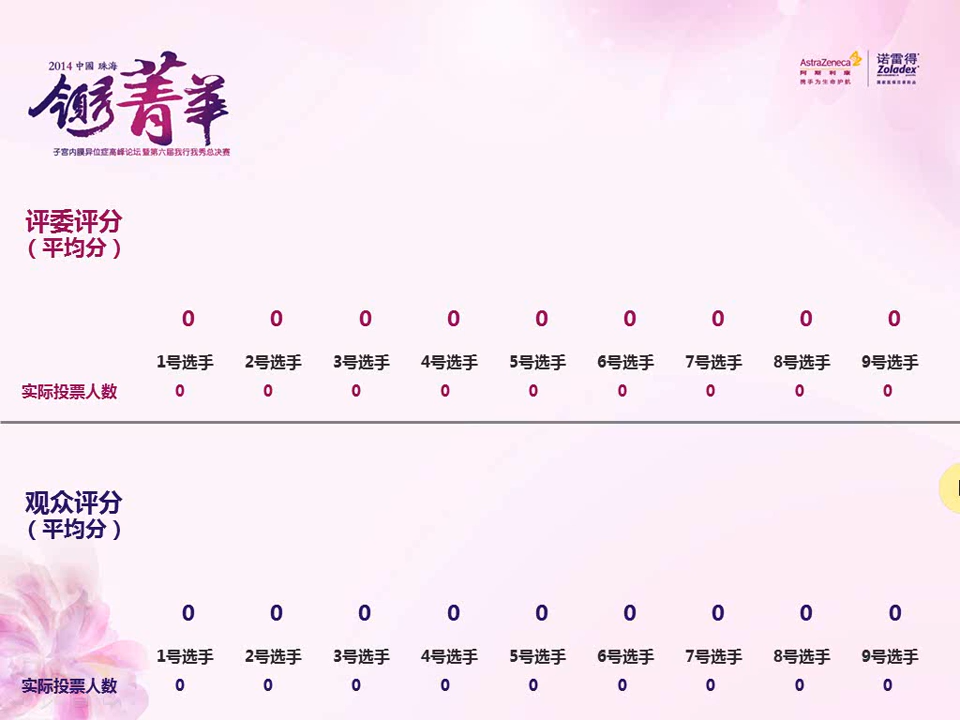 2014 中國 珠海
领秀菁华
子宫内膜异位症高峰论坛暨第六届我行我秀总决赛
AstraZeneca
阿斯利康
携手为生命护航
诺雷得
Zoladex
评委评分
（平均分）
0 0 0 0 0 0 0 0 0
1号选手 2号选手 3号选手 4号选手 5号选手 6号选手 7号选手 8号选手 9号选手
实际投票人数 0 0 0 0 0 0 0 0 0
观众评分
（平均分）
0 0 0 0 0 0 0 0 0
1号选手 2号选手 3号选手 4号选手 5号选手 6号选手 7号选手 8号选手 9号选手
实际投票人数 0 0 0 0 0 0 0 0 0